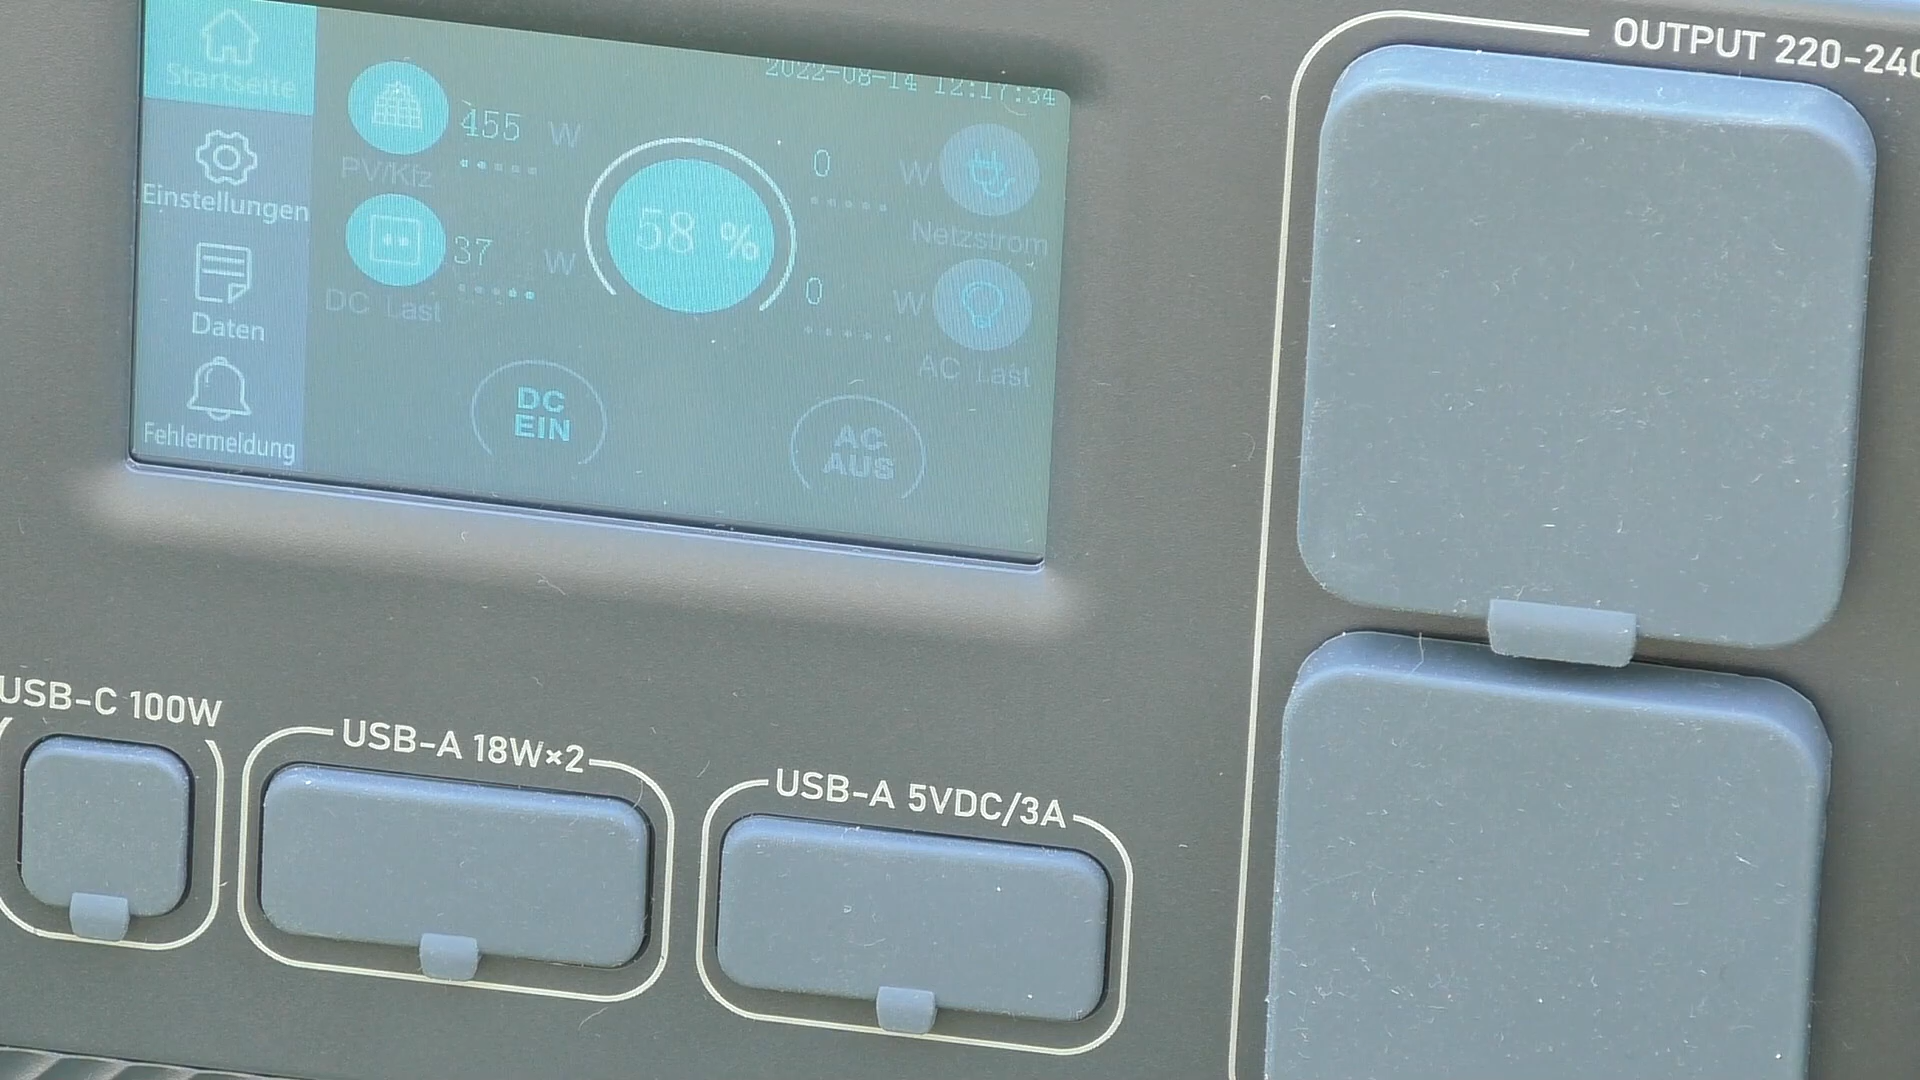 Startseite
Einstellungen
Daten
Fehlermeldung
2022-08-14 12:17:34
455 W
PV/Kfz
37 W
DC Last
58 %
0 W
Netzstrom
0 W
AC Last
DC
EIN
AC
AUS
OUTPUT 220-240
USB-C 100W
USB-A 18W×2
USB-A 5VDC/3A